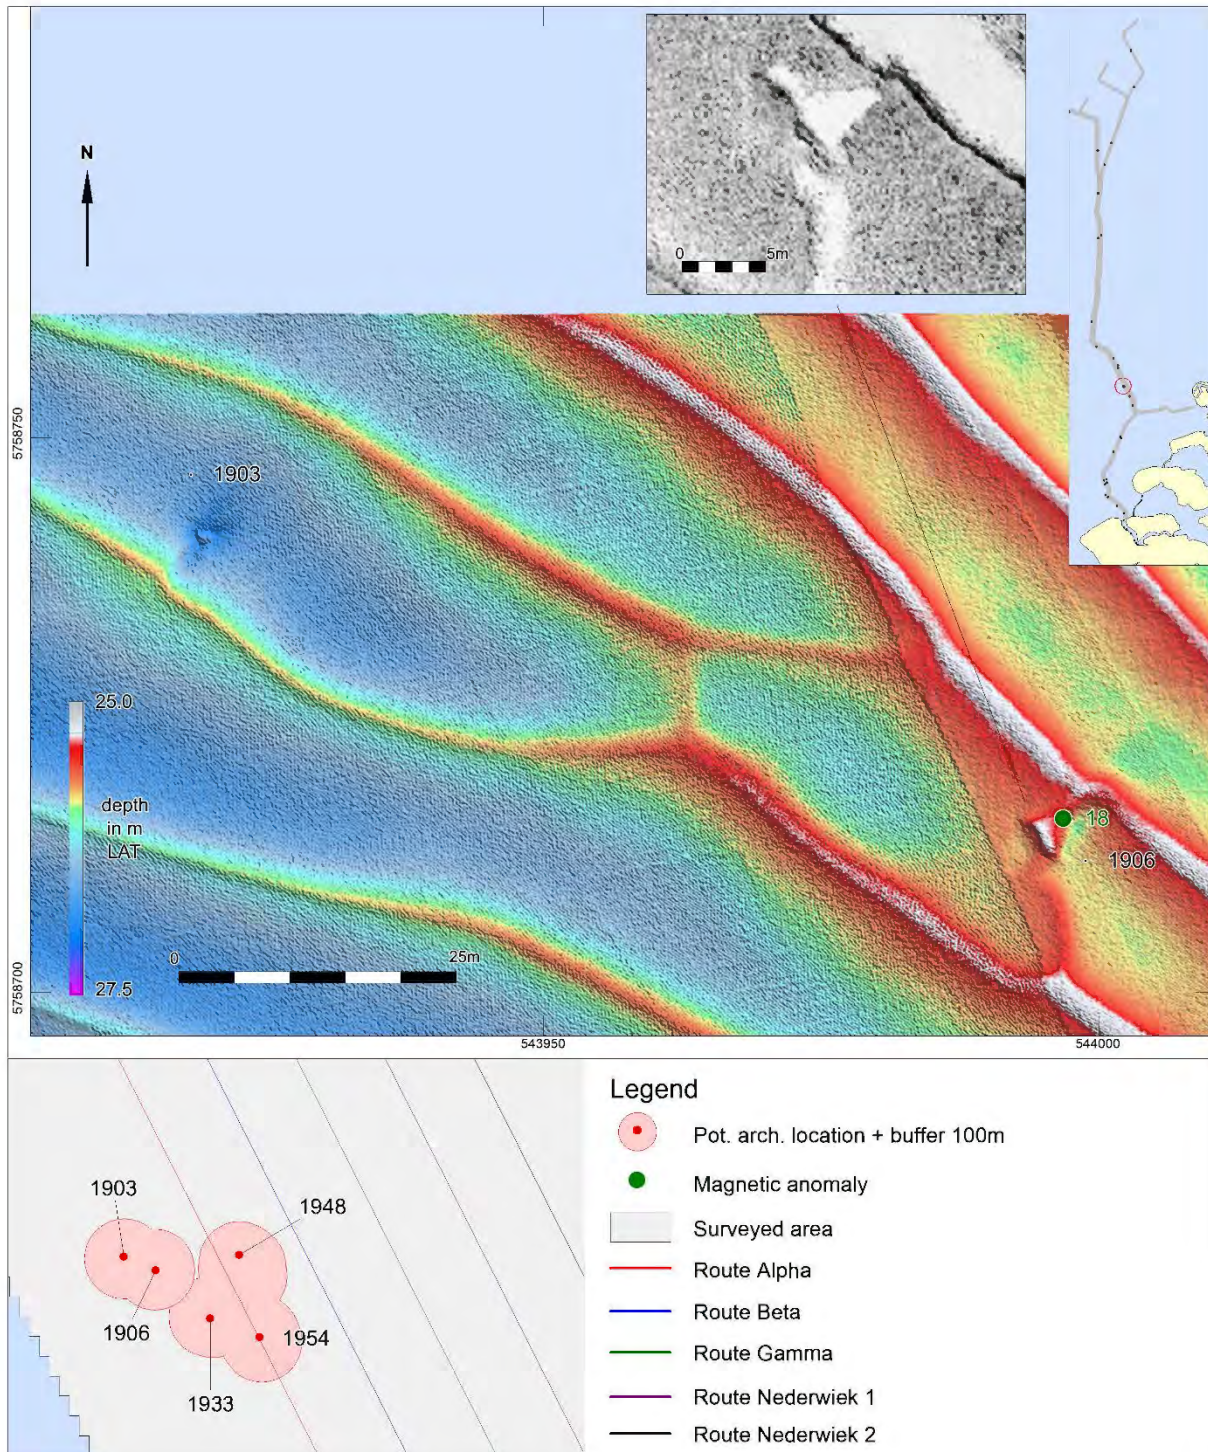 N
0
5m
5758750
1903
25.0
depth
in m
LAT
27.5
18
1906
0
25m
5758700
543950
544000
Legend
Pot. arch. location + buffer 100m
Magnetic anomaly
Surveyed area
Route Alpha
Route Beta
Route Gamma
Route Nederwiek 1
Route Nederwiek 2
1903
1948
1906
1954
1933